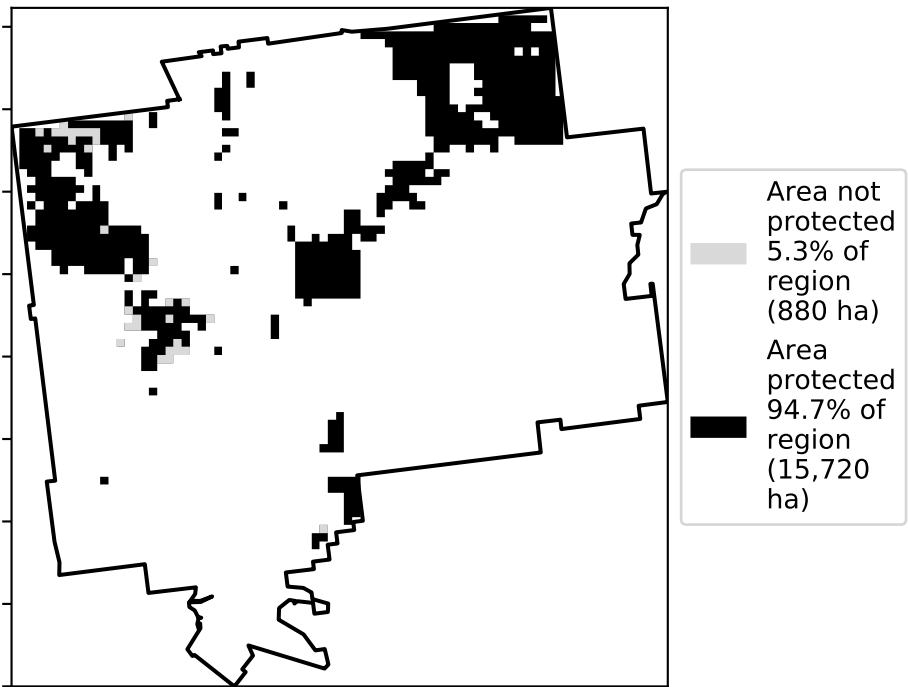 Area not
protected
5.3% of
region
(880 ha)
Area
protected
94.7% of
region
(15,720
ha)